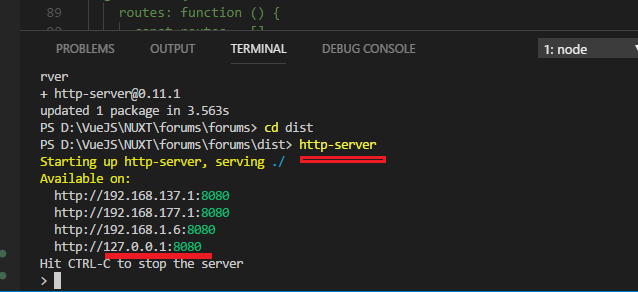 89 routes: function () {
90 const routes = []
PROBLEMS OUTPUT TERMINAL DEBUG CONSOLE 1: node
rver
+ http-server@0.11.1
updated 1 package in 3.563s
PS D:\VueJS\NUXT\forums\forums> cd dist
PS D:\VueJS\NUXT\forums\forums\dist> http-server
Starting up http-server, serving ./
Available on:
http://192.168.137.1:8080
http://192.168.177.1:8080
http://192.168.1.6:8080
http://127.0.0.1:8080
Hit CTRL-C to stop the server
>